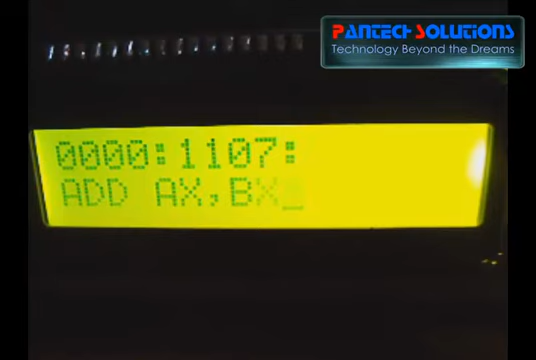 PANTECH SOLUTIONS
Technology Beyond the Dreams
0000:1107:
ADD AX,BX_